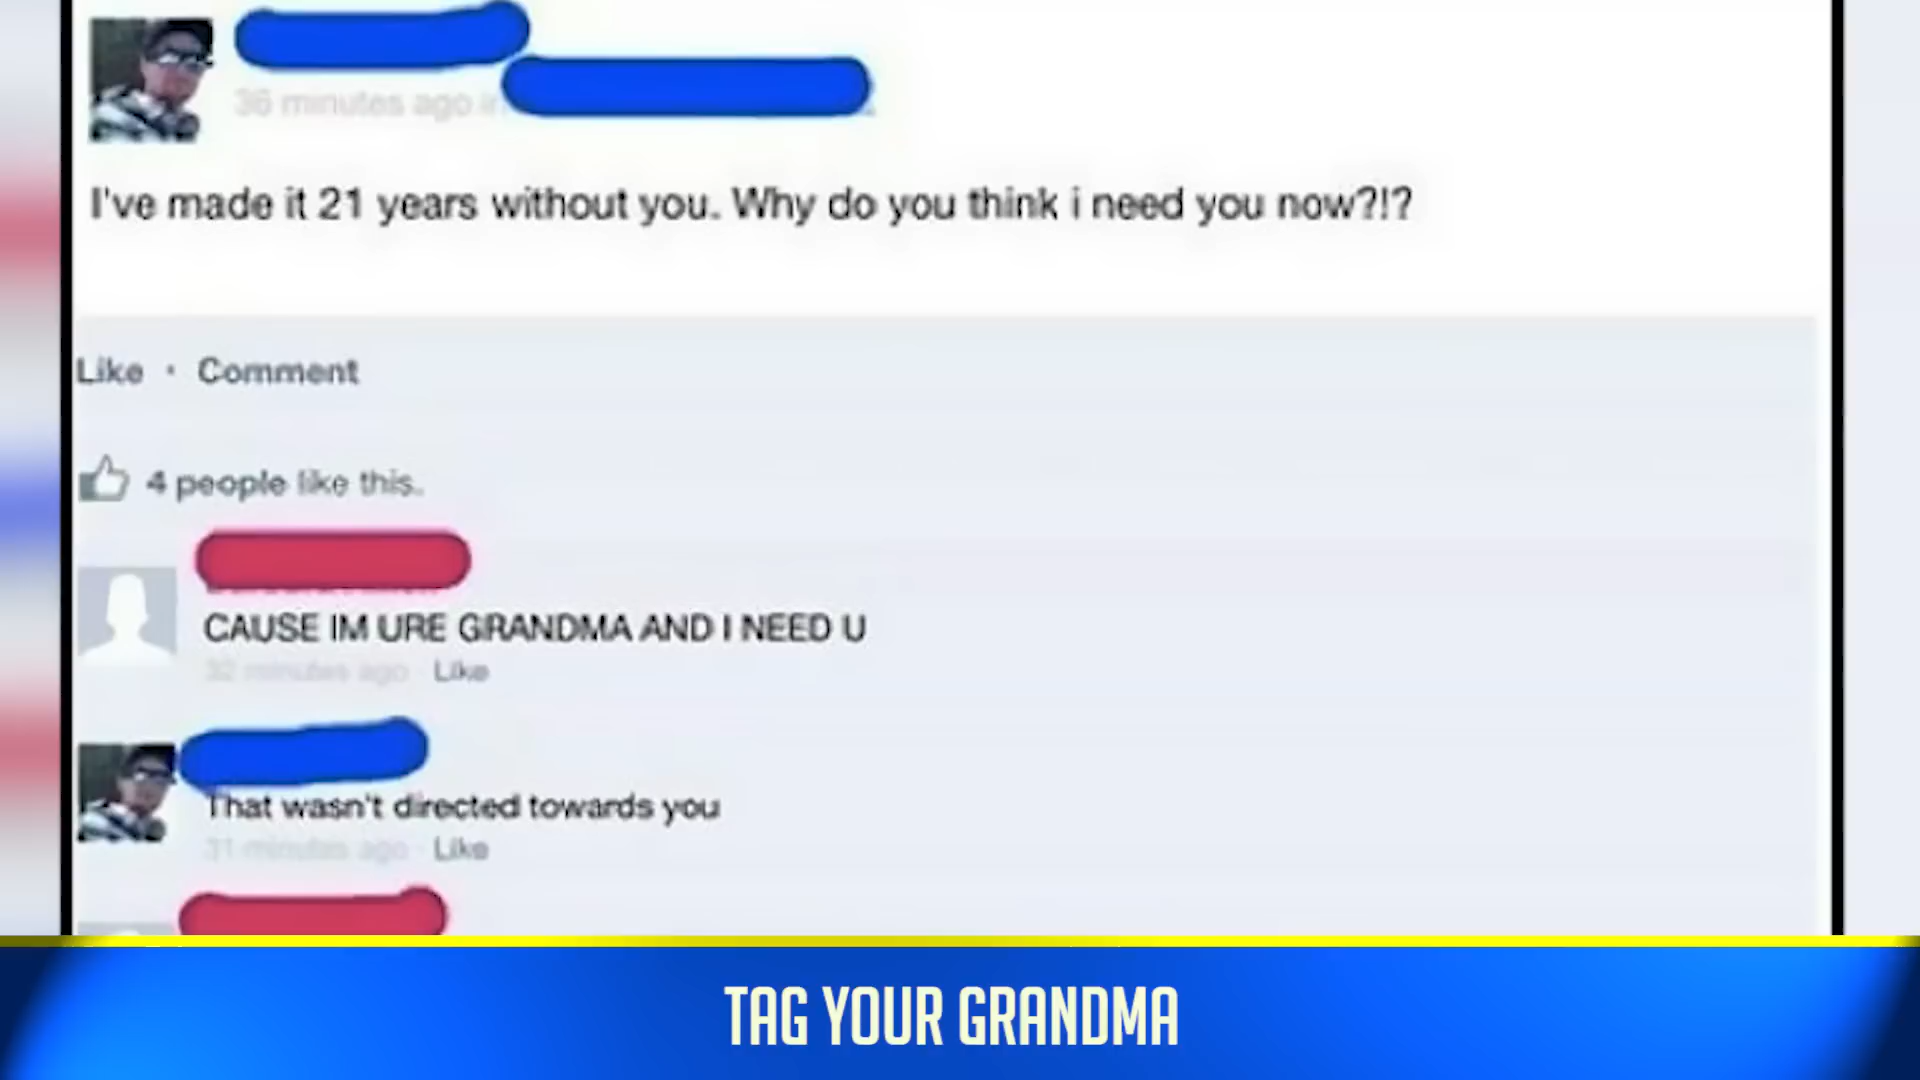 36 minutes ago in
I've made it 21 years without you. Why do you think i need you now?!?
Like · Comment
4 people like this.
CAUSE IM URE GRANDMA AND I NEED U
32 minutes ago · Like
That wasn't directed towards you
31 minutes ago · Like
TAG YOUR GRANDMA